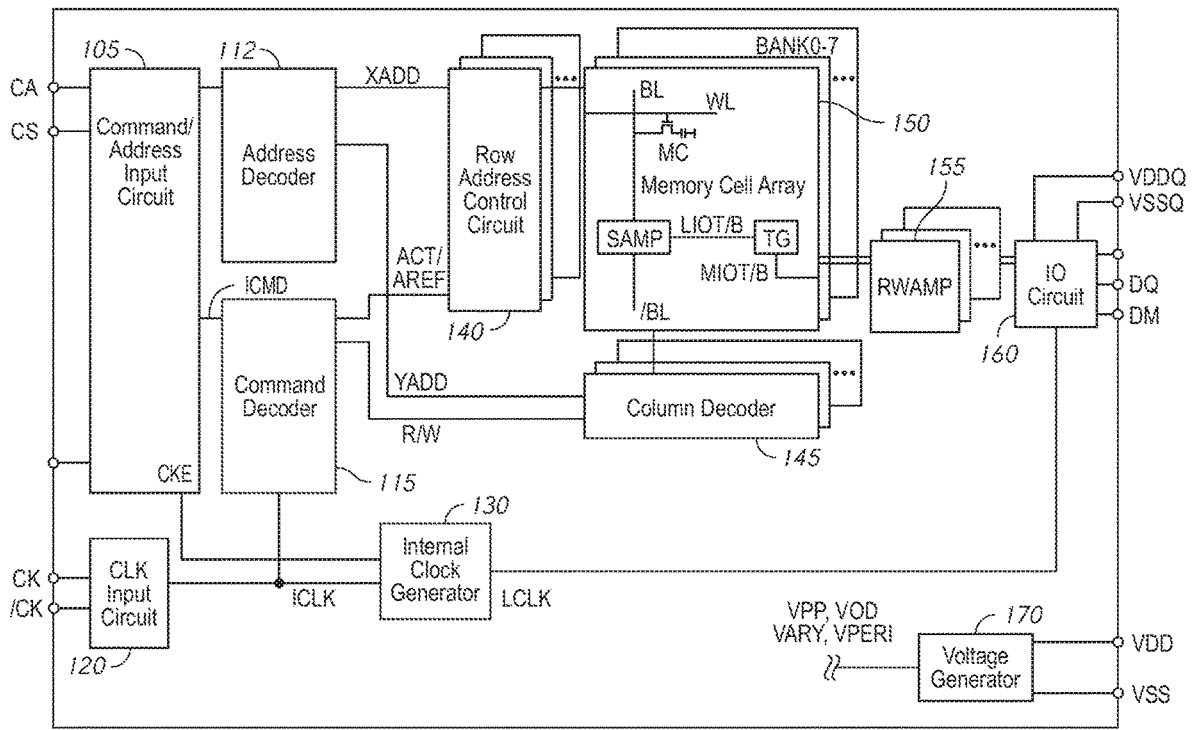 105
112
CA
CS
Command/
Address
Input
Circuit
CKE
Address
Decoder
XADD
Row
Address
Control
Circuit
140
ACT/
AREF
iCMD
Command
Decoder
115
YADD
R/W
BANK0-7
BL
WL
MC
Memory Cell Array
SAMP
LIOT/B
TG
MIOT/B
/BL
150
Column Decoder
145
155
RWAMP
IO
Circuit
160
VDDQ
VSSQ
DQ
DM
CK
/CK
CLK
Input
Circuit
120
ICLK
130
Internal
Clock
Generator
LCLK
VPP, VOD
VARY, VPERI
170
Voltage
Generator
VDD
VSS